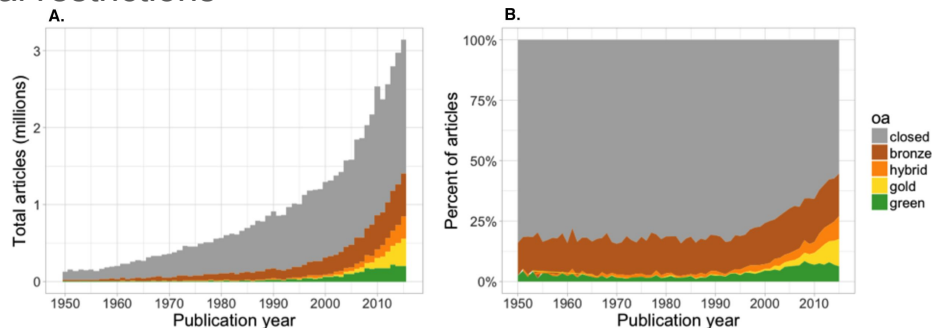 A.
B.
Total articles (millions)
3
2
1
0
1950 1960 1970 1980 1990 2000 2010
Publication year
Percent of articles
100%
75%
50%
25%
0%
1950 1960 1970 1980 1990 2000 2010
Publication year
oa
closed
bronze
hybrid
gold
green